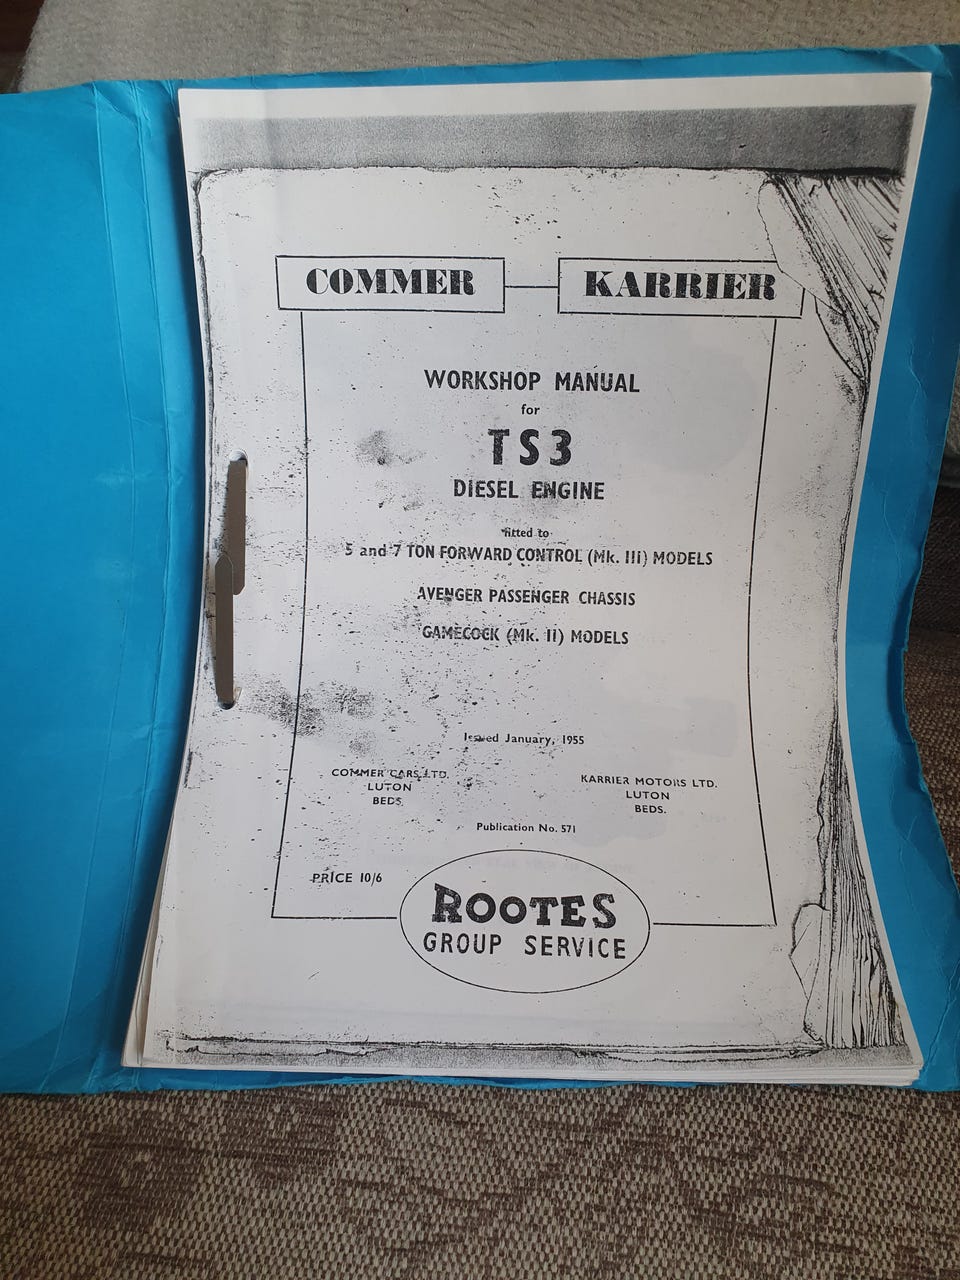 COMMER KARRIER
WORKSHOP MANUAL
for
TS3
DIESEL ENGINE
fitted to
5 and 7 TON FORWARD CONTROL (Mk. III) MODELS
AVENGER PASSENGER CHASSIS
GAMECOCK (Mk. II) MODELS
Issued January, 1955
COMMER CARS, LTD.
LUTON
BEDS.
KARRIER MOTORS LTD.
LUTON
BEDS.
Publication No. 571
PRICE 10/6
ROOTES
GROUP SERVICE